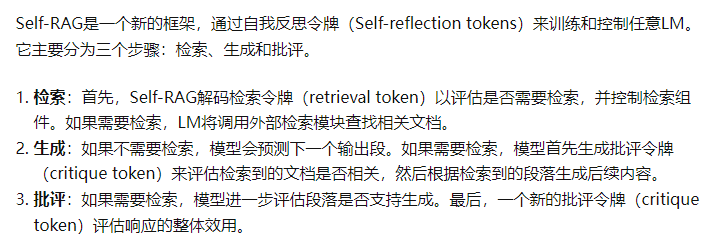 Self-RAG是一个新的框架，通过自我反思令牌（Self-reflection tokens）来训练和控制任意LM。
它主要分为三个步骤：检索、生成和批评。
1. 检索：首先，Self-RAG解码检索令牌（retrieval token）以评估是否需要检索，并控制检索组
件。如果需要检索，LM将调用外部检索模块查找相关文档。
2. 生成：如果不需要检索，模型会预测下一个输出段。如果需要检索，模型首先生成批评令牌
（critique token）来评估检索到的文档是否相关，然后根据检索到的段落生成后续内容。
3. 批评：如果需要检索，模型进一步评估段落是否支持生成。最后，一个新的批评令牌（critique
token）评估响应的整体效用。